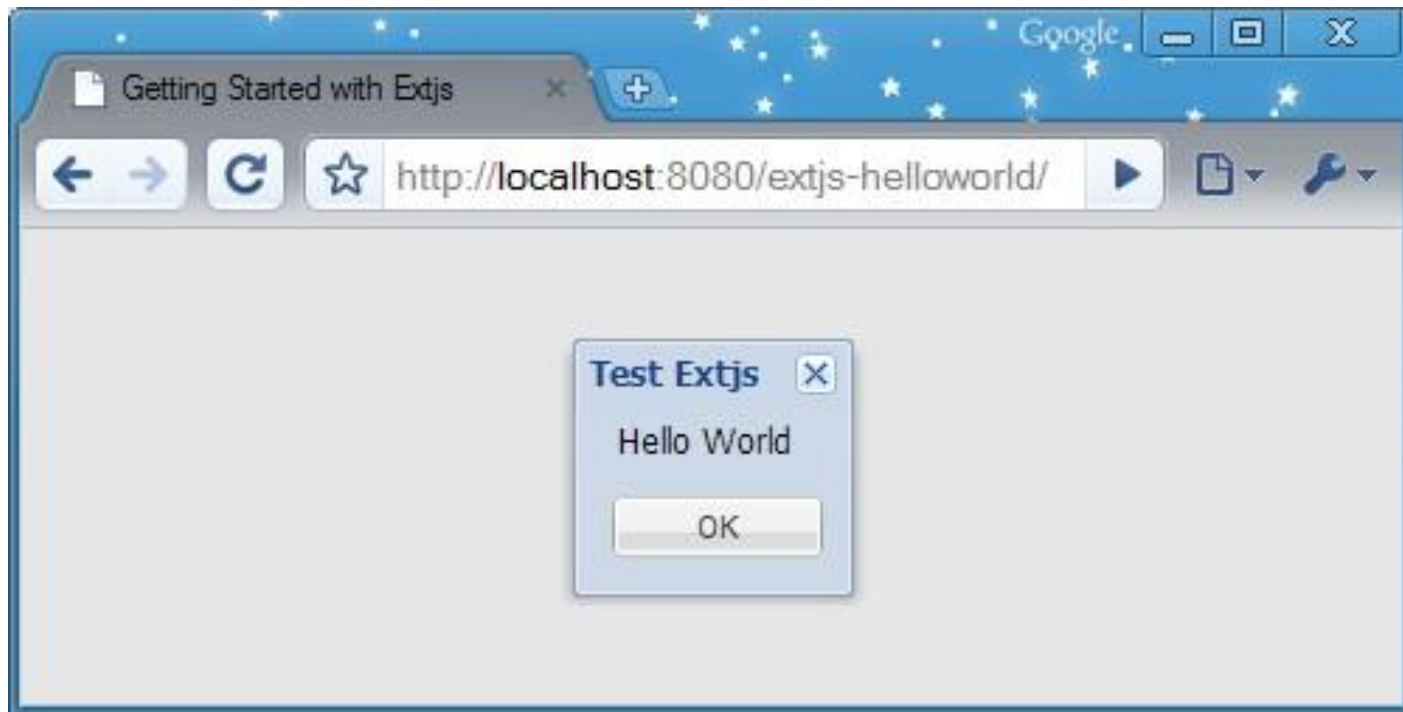 Google
Getting Started with Extjs
http://localhost:8080/extjs-helloworld/
Test Extjs
Hello World
OK